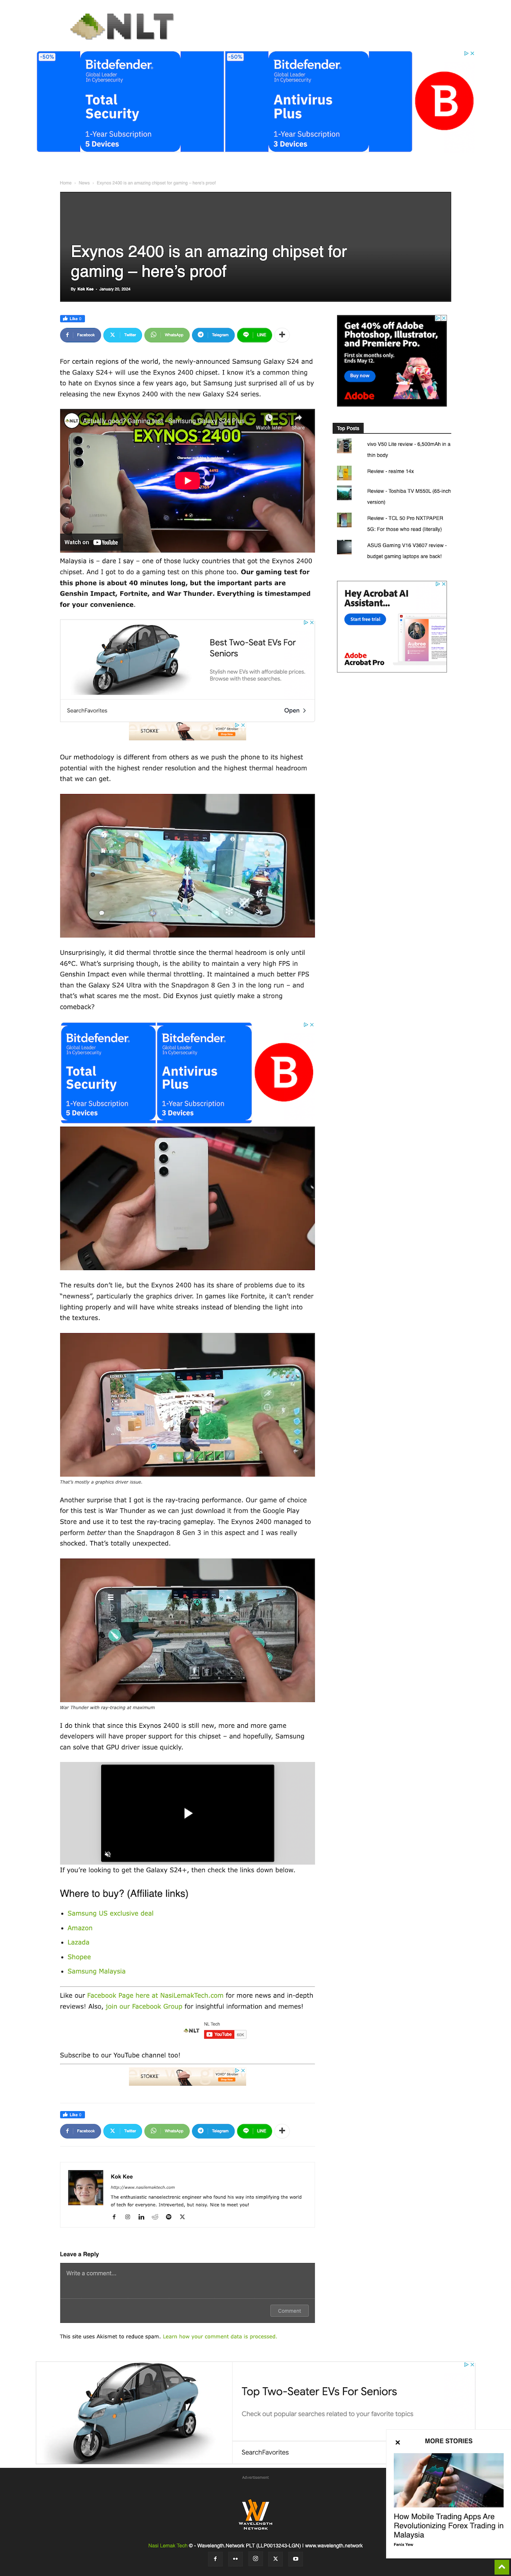 NLT
-50%
Bitdefender.
Global Leader
In Cybersecurity
Total
Security
1-Year Subscription
5 Devices
-50%
Bitdefender.
Global Leader
In Cybersecurity
Antivirus
Plus
1-Year Subscription
3 Devices
B
Home News Exynos 2400 is an amazing chipset for gaming – here's proof
Exynos 2400 is an amazing chipset for
gaming – here's proof
By Kok Kee - January 20, 2024
Like 0
Facebook Twitter WhatsApp Telegram LINE
For certain regions of the world, the newly-announced Samsung Galaxy S24 and
the Galaxy S24+ will use the Exynos 2400 chipset. I know it's a common thing
to hate on Exynos since a few years ago, but Samsung just surprised all of us by
releasing the new Exynos 2400 with the new Galaxy S24 series.
Watch later
Share
EXYNOS 2400
Watch on YouTube
Malaysia is – dare I say – one of those lucky countries that got the Exynos 2400
chipset. And I got to do a gaming test on this phone too. Our gaming test for
this phone is about 40 minutes long, but the important parts are
Genshin Impact, Fortnite, and War Thunder. Everything is timestamped
for your convenience.
Best Two-Seat EVs For
Seniors
Stylish new EVs with affordable prices.
Browse with these searches.
SearchFavorites
Open
STOKKE
Our methodology is different from others as we push the phone to its highest
potential with the highest render resolution and the highest thermal headroom
that we can get.
Unsurprisingly, it did thermal throttle since the thermal headroom is only until
46°C. What's surprising though, is the ability to maintain a very high FPS in
Genshin Impact even while thermal throttling. It maintained a much better FPS
than the Galaxy S24 Ultra with the Snapdragon 8 Gen 3 in the long run – and
that's what scares me the most. Did Exynos just quietly make a strong
comeback?
Bitdefender.
Global Leader
In Cybersecurity
Total
Security
1-Year Subscription
5 Devices
Bitdefender.
Global Leader
In Cybersecurity
Antivirus
Plus
1-Year Subscription
3 Devices
B
The results don't lie, but the Exynos 2400 has its share of problems due to its
"newness", particularly the graphics driver. In games like Fortnite, it can't render
lighting properly and will have white streaks instead of blending the light into
the textures.
That's mostly a graphics driver issue.
Another surprise that I got is the ray-tracing performance. Our game of choice
for this test is War Thunder as we can just download it from the Google Play
Store and use it to test the ray-tracing gameplay. The Exynos 2400 managed to
perform better than the Snapdragon 8 Gen 3 in this aspect and I was really
shocked. That's totally unexpected.
War Thunder with ray-tracing at maximum
I do think that since this Exynos 2400 is still new, more and more game
developers will have proper support for this chipset – and hopefully, Samsung
can solve that GPU driver issue quickly.
If you're looking to get the Galaxy S24+, then check the links down below.
Where to buy? (Affiliate links)
Samsung US exclusive deal
Amazon
Lazada
Shopee
Samsung Malaysia
Like our Facebook Page here at NasiLemakTech.com for more news and in-depth
reviews! Also, join our Facebook Group for insightful information and memes!
NLT
NL Tech
YouTube
Subscribe to our YouTube channel too!
STOKKE
Like 0
Facebook Twitter WhatsApp Telegram LINE
Kok Kee
http://www.nasilemaktech.com
The enthusiastic nanoelectronic engineer who found his way into simplifying the world
of tech for everyone. Introverted, but noisy. Nice to meet you!
Leave a Reply
Write a comment...
Comment
This site uses Akismet to reduce spam. Learn how your comment data is processed.
Get 40% off Adobe
Photoshop, Illustrator,
and Premiere Pro.
First six months only.
Ends May 12.
Buy now
Adobe
Top Posts
vivo V50 Lite review - 6,500mAh in a
thin body
Review - realme 14x
Review - Toshiba TV M550L (65-inch
version)
Review - TCL 50 Pro NXTPAPER
5G: For those who read (literally)
ASUS Gaming V16 V3607 review -
budget gaming laptops are back!
Hey Acrobat AI
Assistant...
Start free trial
Adobe
Acrobat Pro
Top Two-Seater EVs For Seniors
Check out popular searches related to your favorite topics
SearchFavorites
MORE STORIES
How Mobile Trading Apps Are
Revolutionizing Forex Trading in
Malaysia
Fenix Yew
Advertisement
WAVELENGTH
NETWORK
Nasi Lemak Tech © - Wavelength.Network PLT (LLP0013243-LGN) | www.wavelength.network